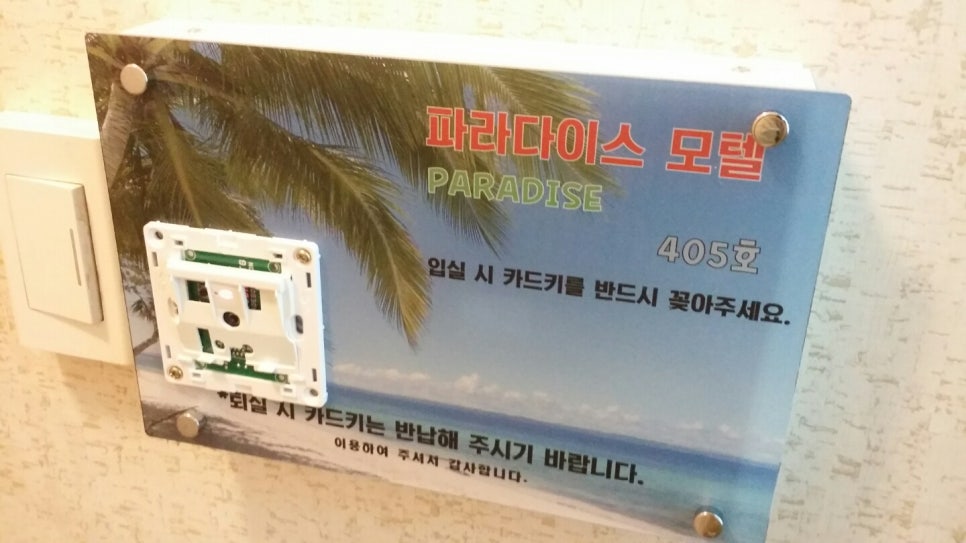 파라다이스 모텔
PARADISE
405호
입실 시 카드키를 반드시 꽂아주세요.
*퇴실 시 카드키는 반납해 주시기 바랍니다.
이용하여 주셔서 감사합니다.